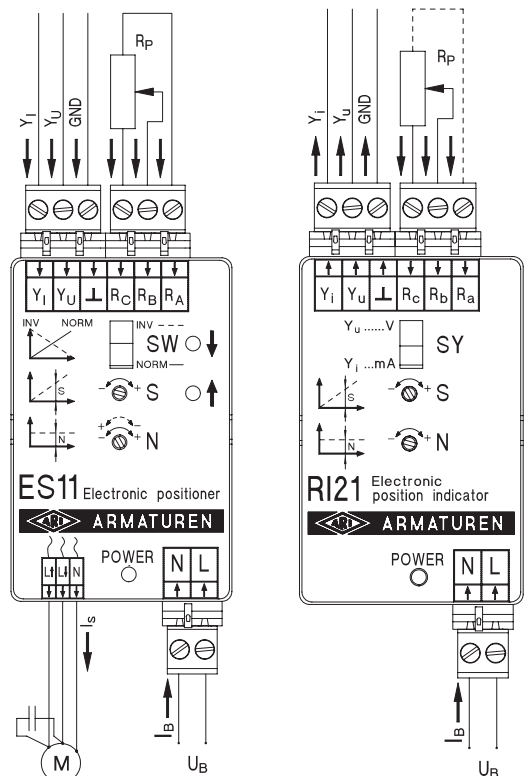 Y_I Y_U GND R_P
Y_I Y_U ⊥ R_C R_B R_A
INV NORM
INV ----
SW
NORM —
S
- + S
N
+ - - + N
ES11 Electronic positioner
ARI ARMATUREN
POWER
N L
L↑ L↓ N
I_S
I_B
M
U_B
Y_i Y_u GND R_P
Y_i Y_u ⊥ R_c R_b R_a
Y_u ......V
SY
Y_i ...mA
S
- + S
N
- + N
RI21 Electronic
position indicator
ARI ARMATUREN
POWER
N L
I_B
U_B